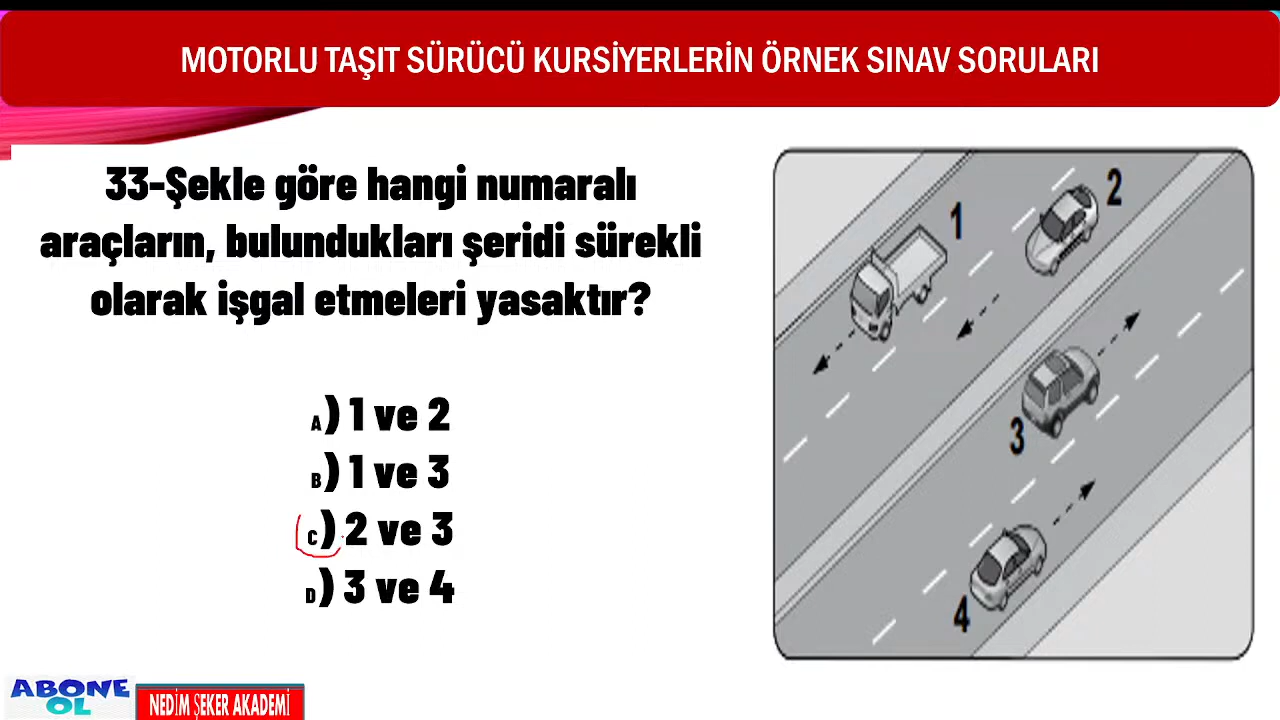 MOTORLU TAŞIT SÜRÜCÜ KURSİYERLERİN ÖRNEK SINAV SORULARI
33-Şekle göre hangi numaralı
araçların, bulundukları şeridi sürekli
olarak işgal etmeleri yasaktır?
A) 1 ve 2
B) 1 ve 3
C) 2 ve 3
D) 3 ve 4
1
2
3
4
ABONE
OL
NEDİM ŞEKER AKADEMİ